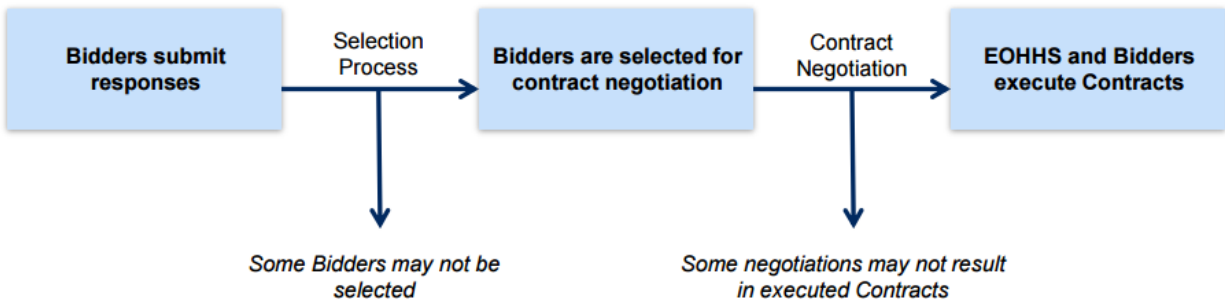 Bidders submit
responses
Selection
Process
Bidders are selected for
contract negotiation
Contract
Negotiation
EOHHS and Bidders
execute Contracts
Some Bidders may not be
selected
Some negotiations may not result
in executed Contracts